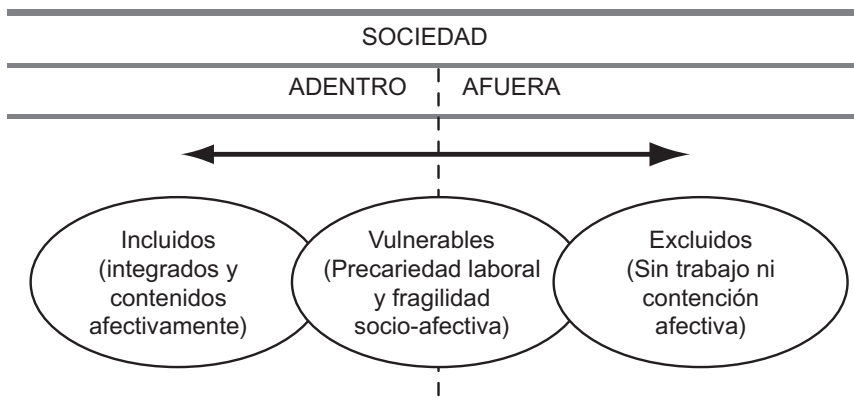 SOCIEDAD
ADENTRO AFUERA
Incluidos
(integrados y
contenidos
afectivamente)
Vulnerables
(Precariedad laboral
y fragilidad
socio-afectiva)
Excluidos
(Sin trabajo ni
contención
afectiva)